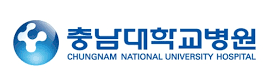 충남대학교병원
CHUNGNAM NATIONAL UNIVERSITY HOSPITAL